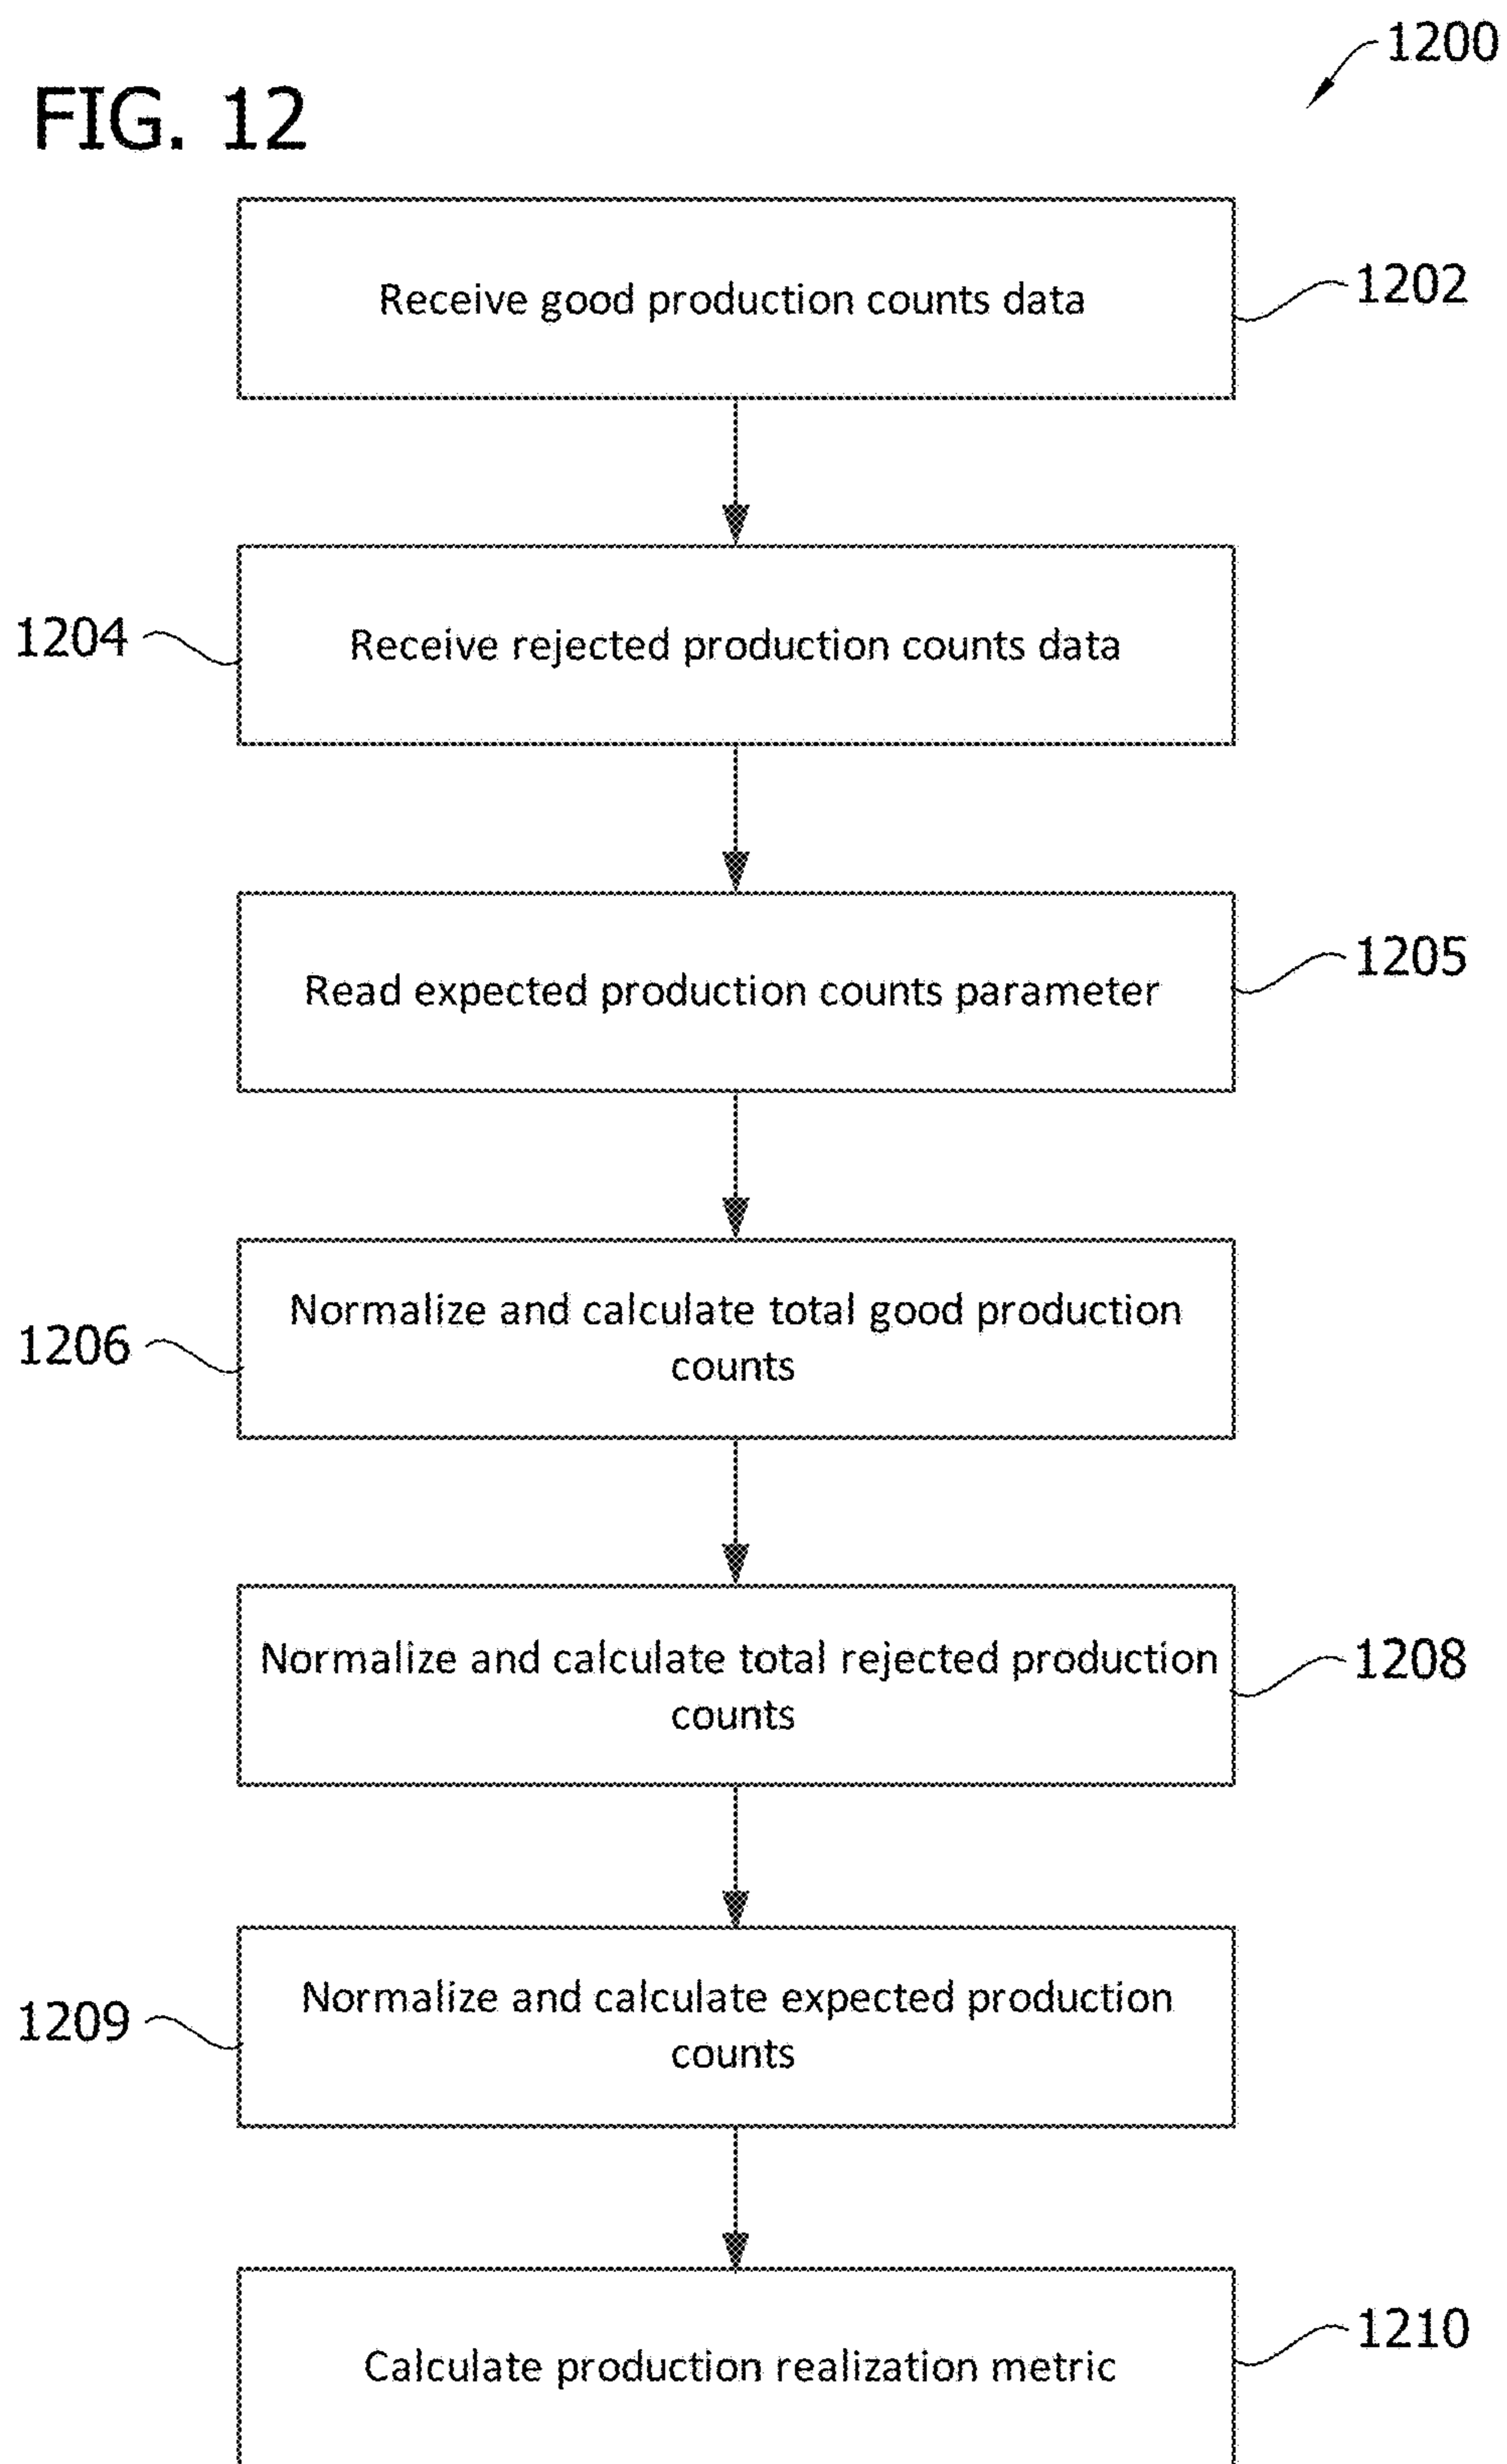 1200
FIG. 12
Receive good production counts data
1202
1204
Receive rejected production counts data
Read expected production counts parameter
1205
Normalize and calculate total good production
counts
1206
Normalize and calculate total rejected production
counts
1208
Normalize and calculate expected production
counts
1209
Calculate production realization metric
1210